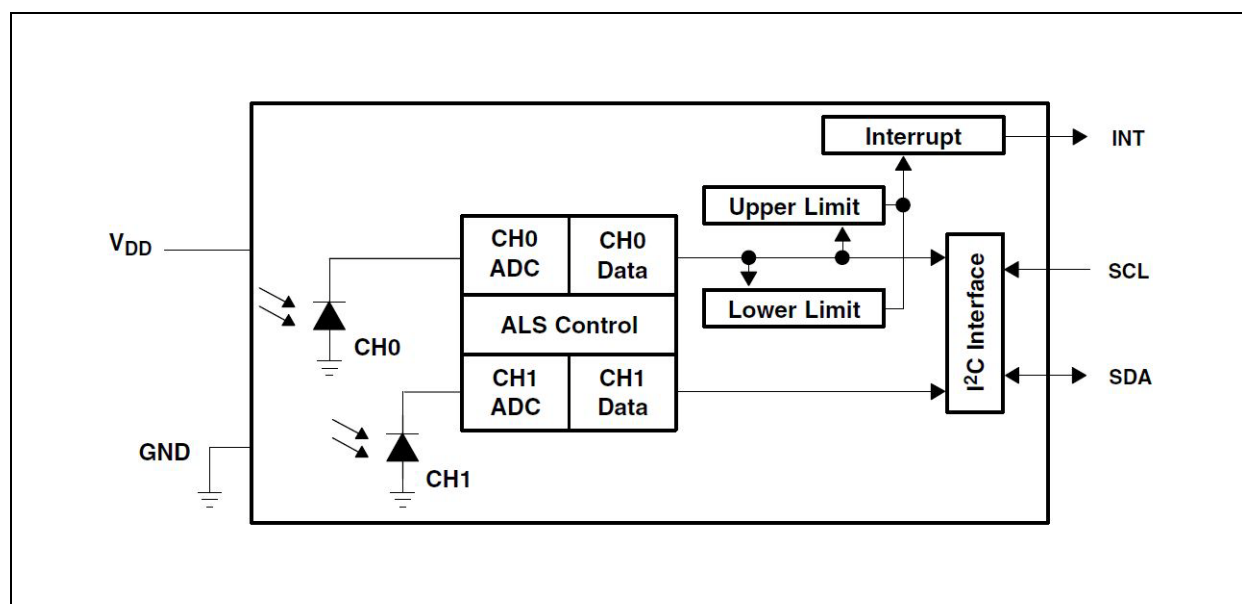 Interrupt
INT
Upper Limit
V_DD
CH0
ADC
CH0
Data
SCL
Lower Limit
ALS Control
CH0
I²C Interface
CH1
ADC
CH1
Data
SDA
GND
CH1